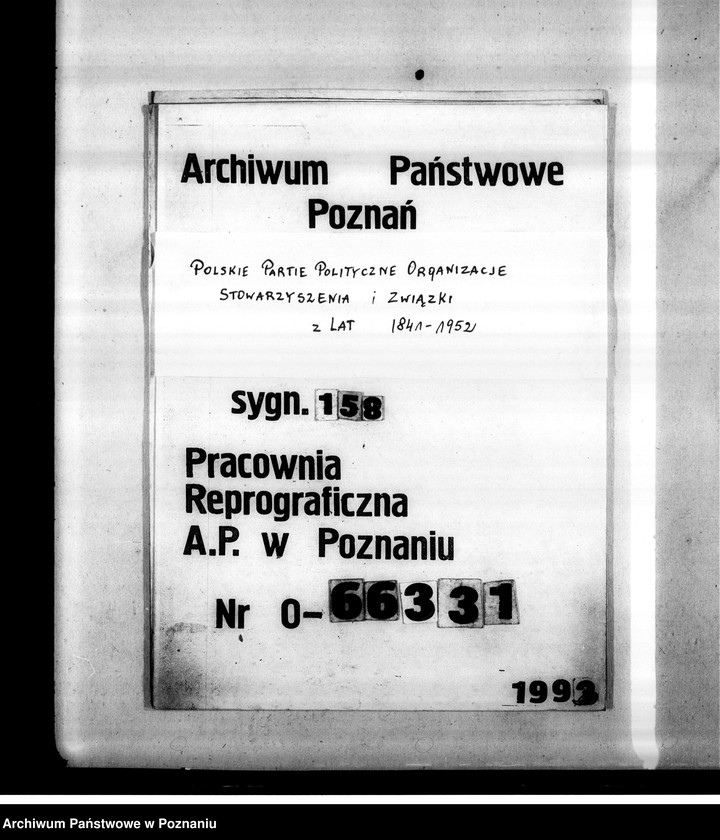 Archiwum Państwowe
Poznań
POLSKIE PARTIE POLITYCZNE ORGANIZACJE
STOWARZYSZENIA i ZWIĄZKI
z LAT 1841-1952
sygn. 158
Pracownia
Reprograficzna
A.P. w Poznaniu
Nr 0-66331
1993
Archiwum Państwowe w Poznaniu